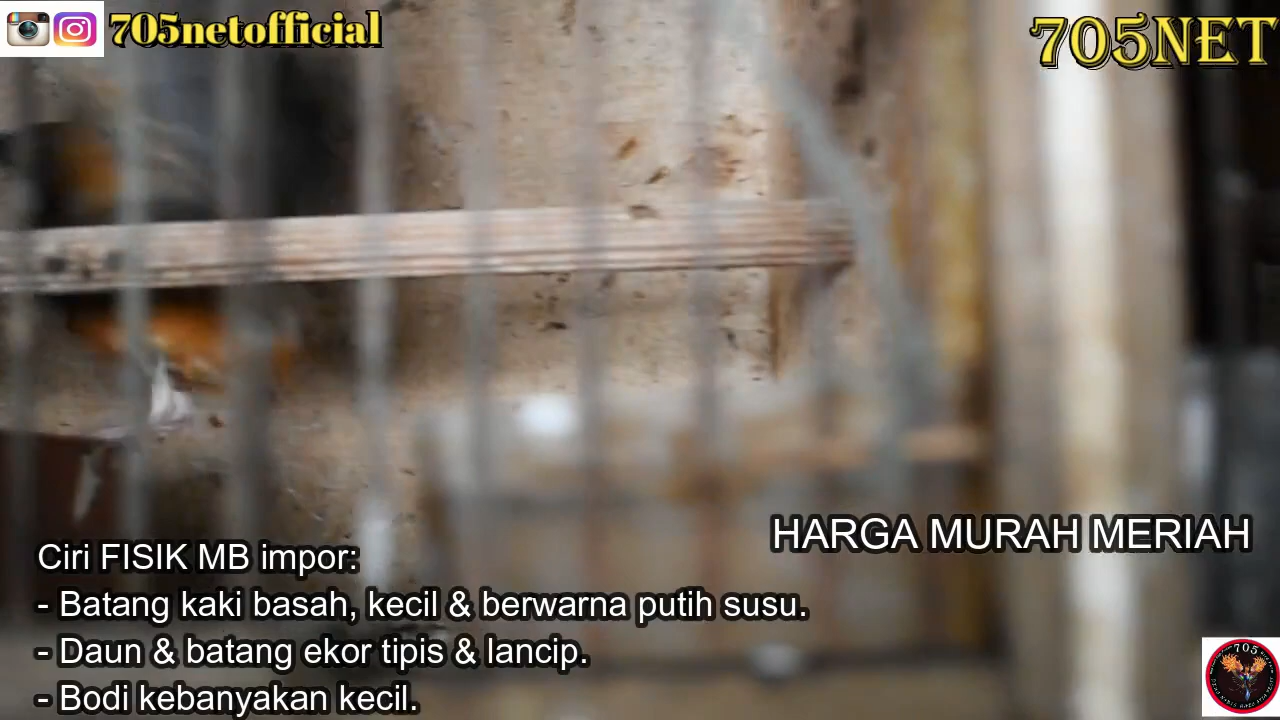 705netofficial
705NET
HARGA MURAH MERIAH
Ciri FISIK MB impor:
- Batang kaki basah, kecil & berwarna putih susu.
- Daun & batang ekor tipis & lancip.
- Bodi kebanyakan kecil.
705